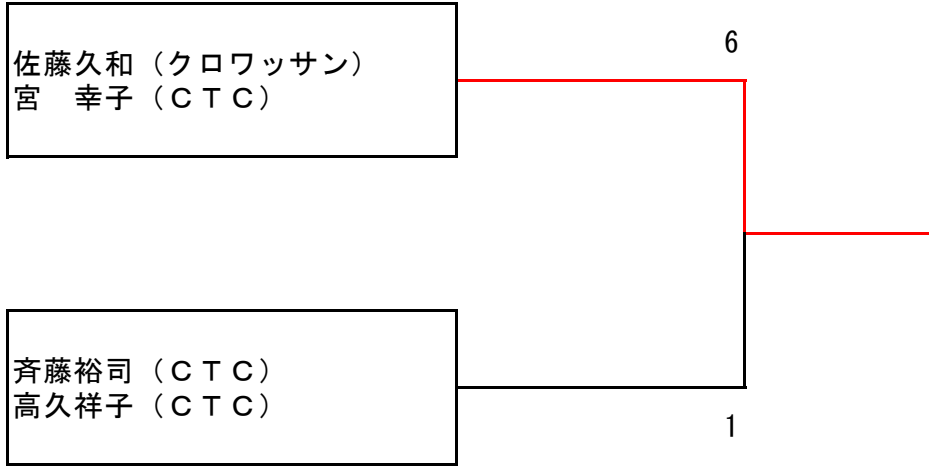 6
佐藤久和（クロワッサン）
宮　幸子（ＣＴＣ）
斉藤裕司（ＣＴＣ）
高久祥子（ＣＴＣ）
1